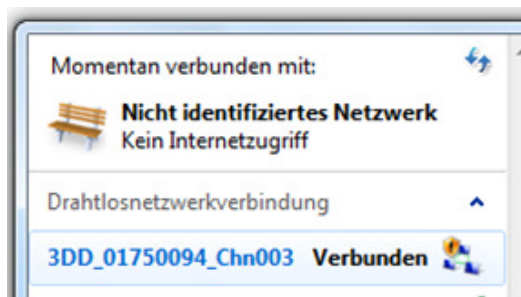 Momentan verbunden mit:
Nicht identifiziertes Netzwerk
Kein Internetzugriff
Drahtlosnetzwerkverbindung
3DD_01750094_Chn003 Verbunden